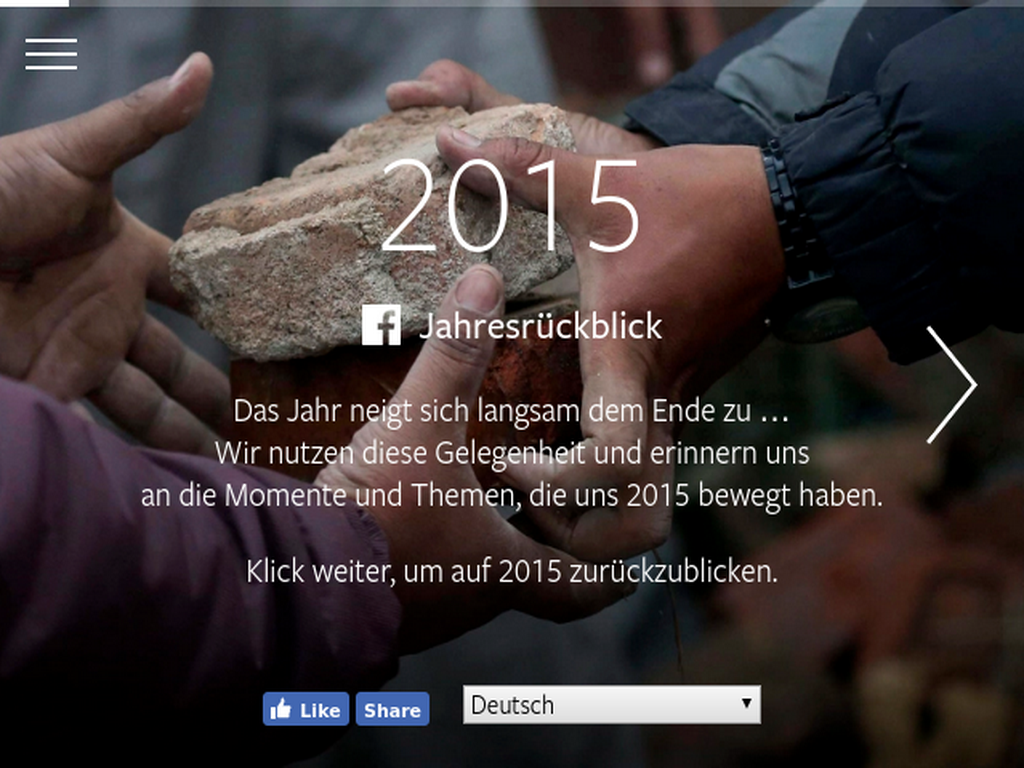 2015
Jahresrückblick
Das Jahr neigt sich langsam dem Ende zu …
Wir nutzen diese Gelegenheit und erinnern uns
an die Momente und Themen, die uns 2015 bewegt haben.
Klick weiter, um auf 2015 zurückzublicken.
Like Share Deutsch